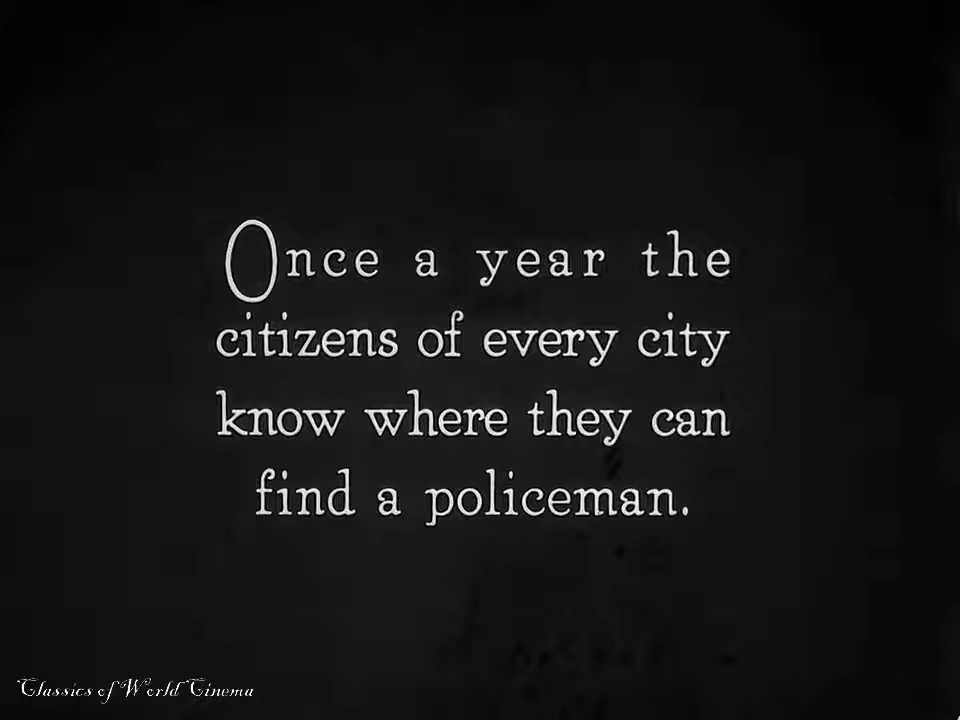 Once a year the
citizens of every city
know where they can
find a policeman.
Classics of World Cinema